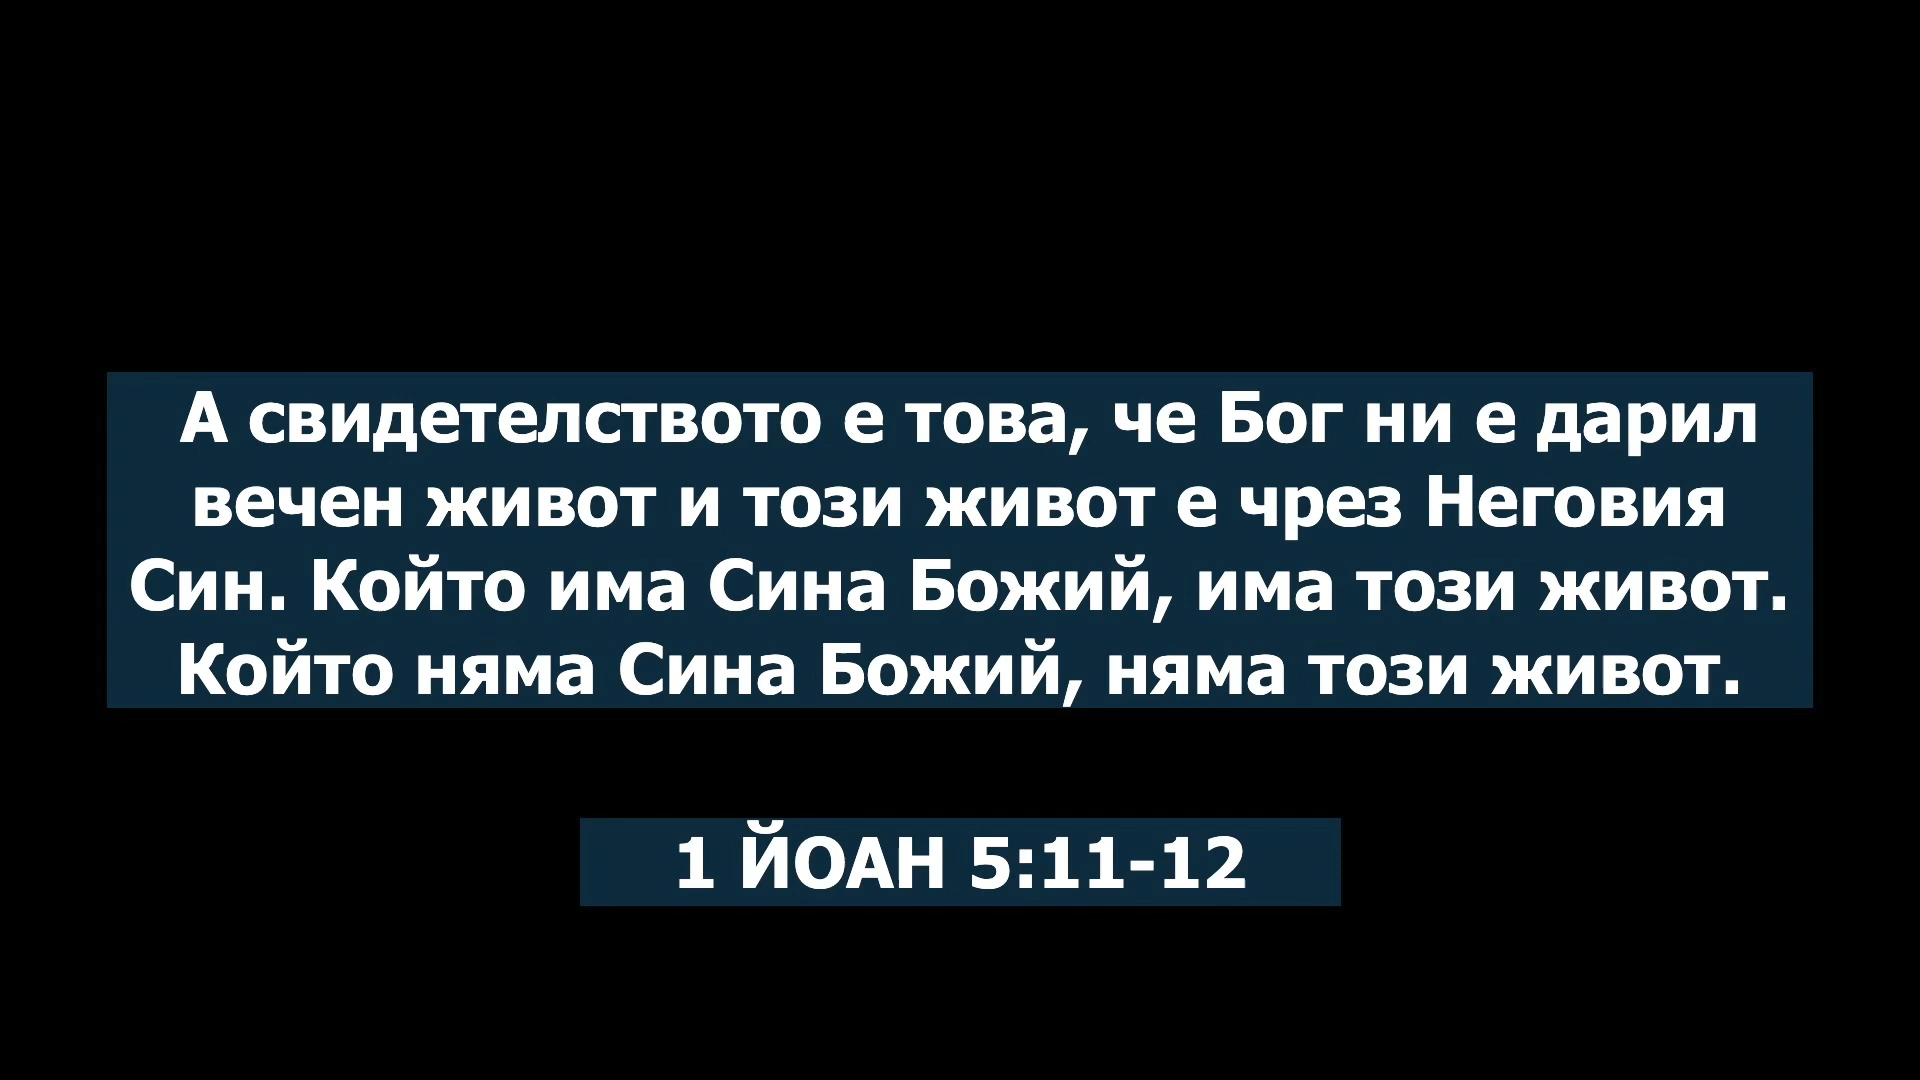 А свидетелството е това, че Бог ни е дарил
вечен живот и този живот е чрез Неговия
Син. Който има Сина Божий, има този живот.
Който няма Сина Божий, няма този живот.
1 ЙОАН 5:11-12